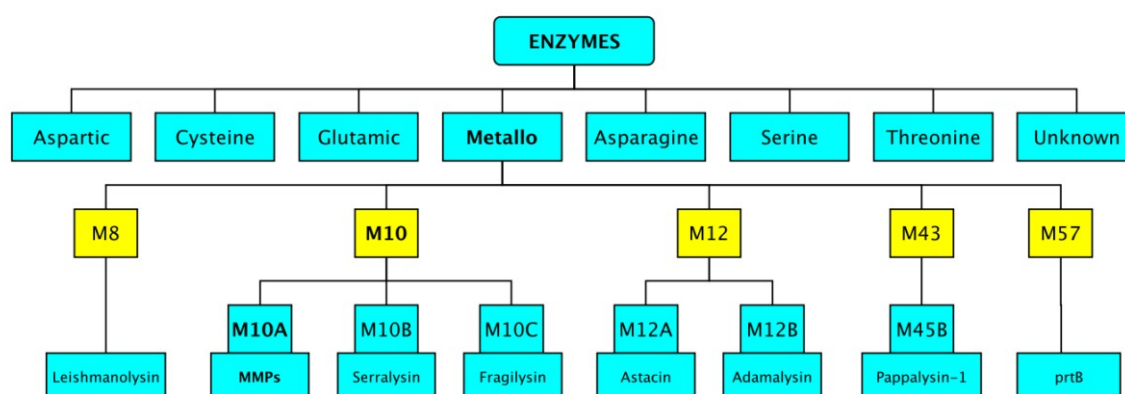 ENZYMES
Aspartic
Cysteine
Glutamic
Metallo
Asparagine
Serine
Threonine
Unknown
M8
M10
M12
M43
M57
M10A
M10B
M10C
M12A
M12B
M45B
Leishmanolysin
MMPs
Serralysin
Fragilysin
Astacin
Adamalysin
Pappalysin-1
prtB